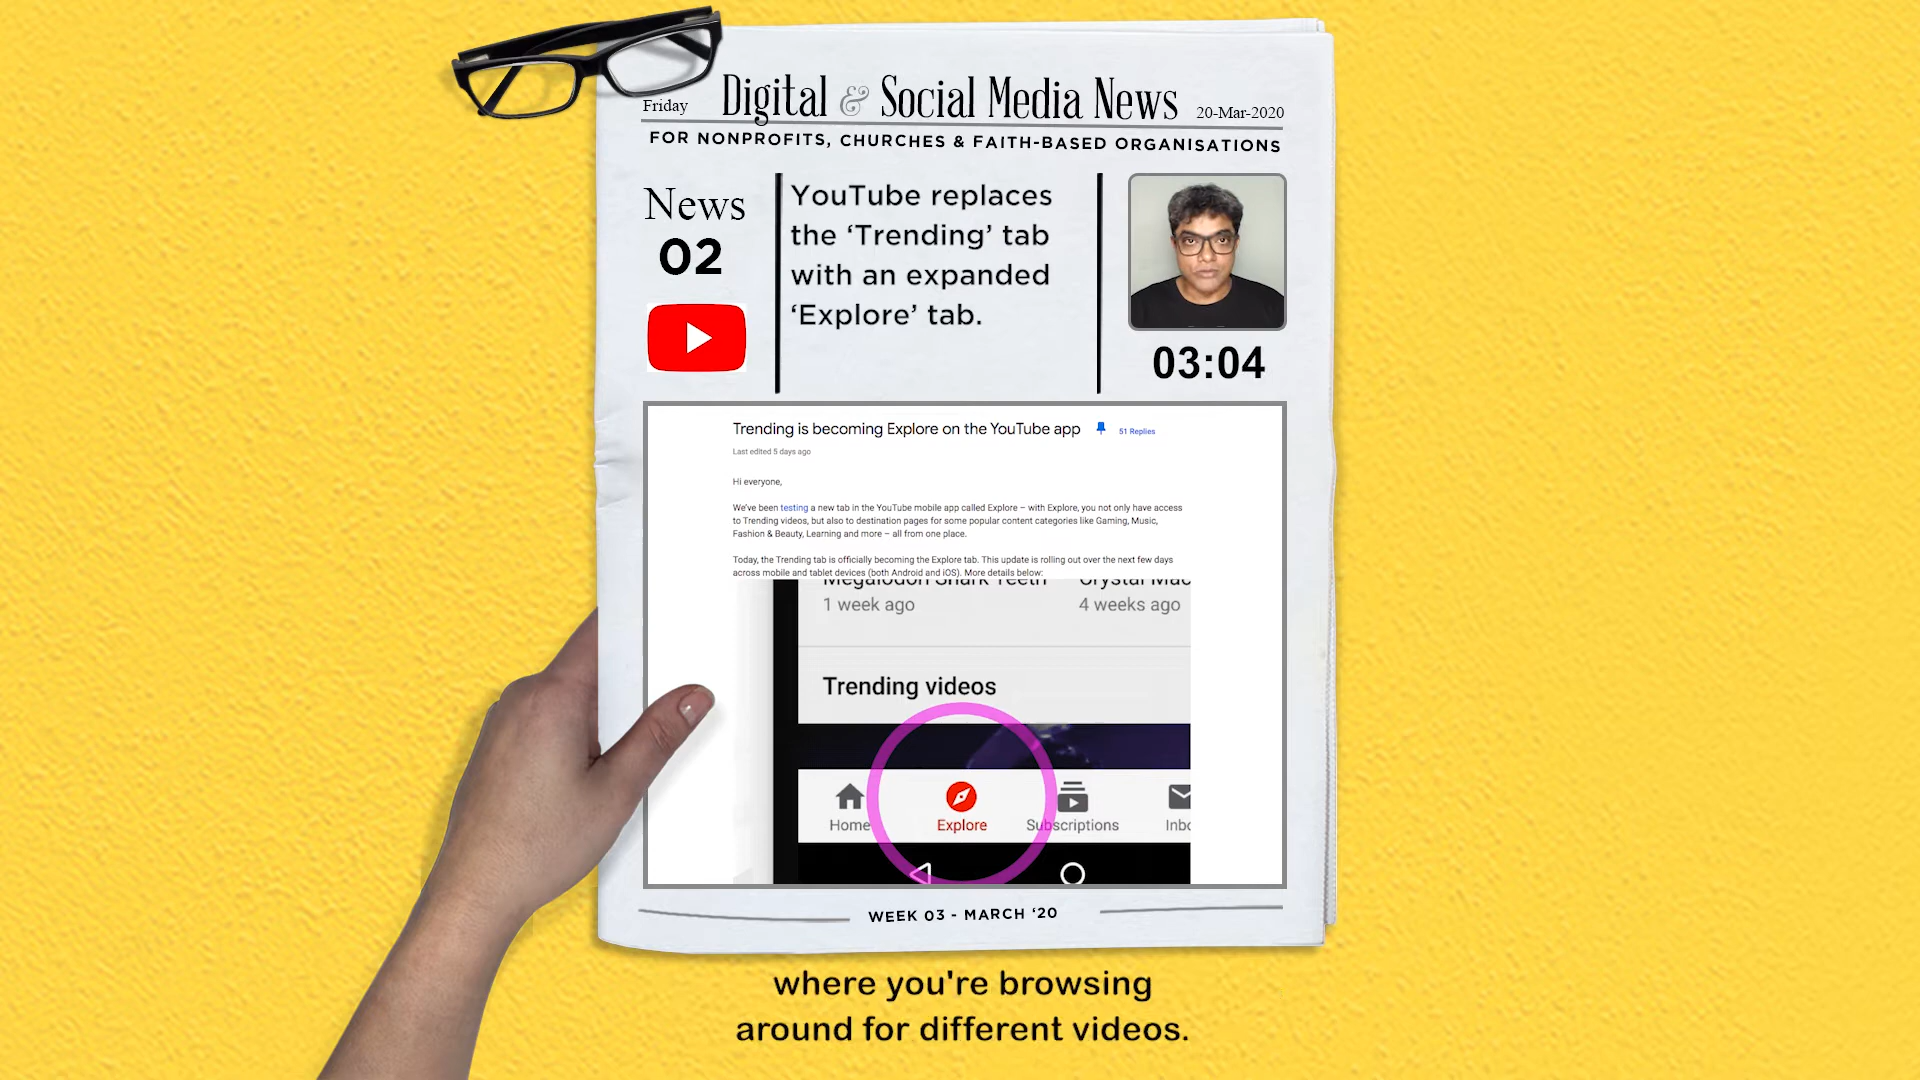 Friday
Digital & Social Media News
20-Mar-2020
FOR NONPROFITS, CHURCHES & FAITH-BASED ORGANISATIONS
News
02
YouTube replaces
the ‘Trending’ tab
with an expanded
‘Explore’ tab.
03:04
Trending is becoming Explore on the YouTube app
51 Replies
Last edited 5 days ago
Hi everyone,
We've been testing a new tab in the YouTube mobile app called Explore – with Explore, you not only have access
to Trending videos, but also to destination pages for some popular content categories like Gaming, Music,
Fashion & Beauty, Learning and more – all from one place.
Today, the Trending tab is officially becoming the Explore tab. This update is rolling out over the next few days
across mobile and tablet devices (both Android and iOS). More details below:
Megalodon Shark Teeth
Crystal Mac
1 week ago
4 weeks ago
Trending videos
Home
Explore
Subscriptions
Inbo
WEEK 03 - MARCH ‘20
where you're browsing
around for different videos.